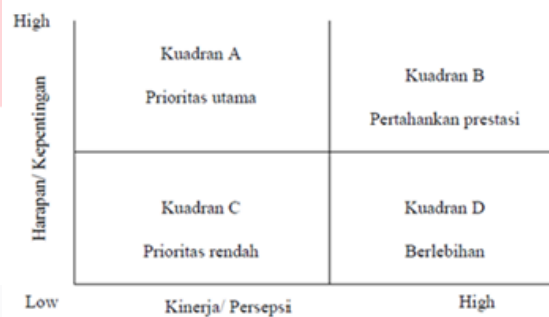 High
Kuadran A
Prioritas utama
Kuadran B
Pertahankan prestasi
Harapan/ Kepentingan
Kuadran C
Prioritas rendah
Kuadran D
Berlebihan
Low
Kinerja/ Persepsi
High